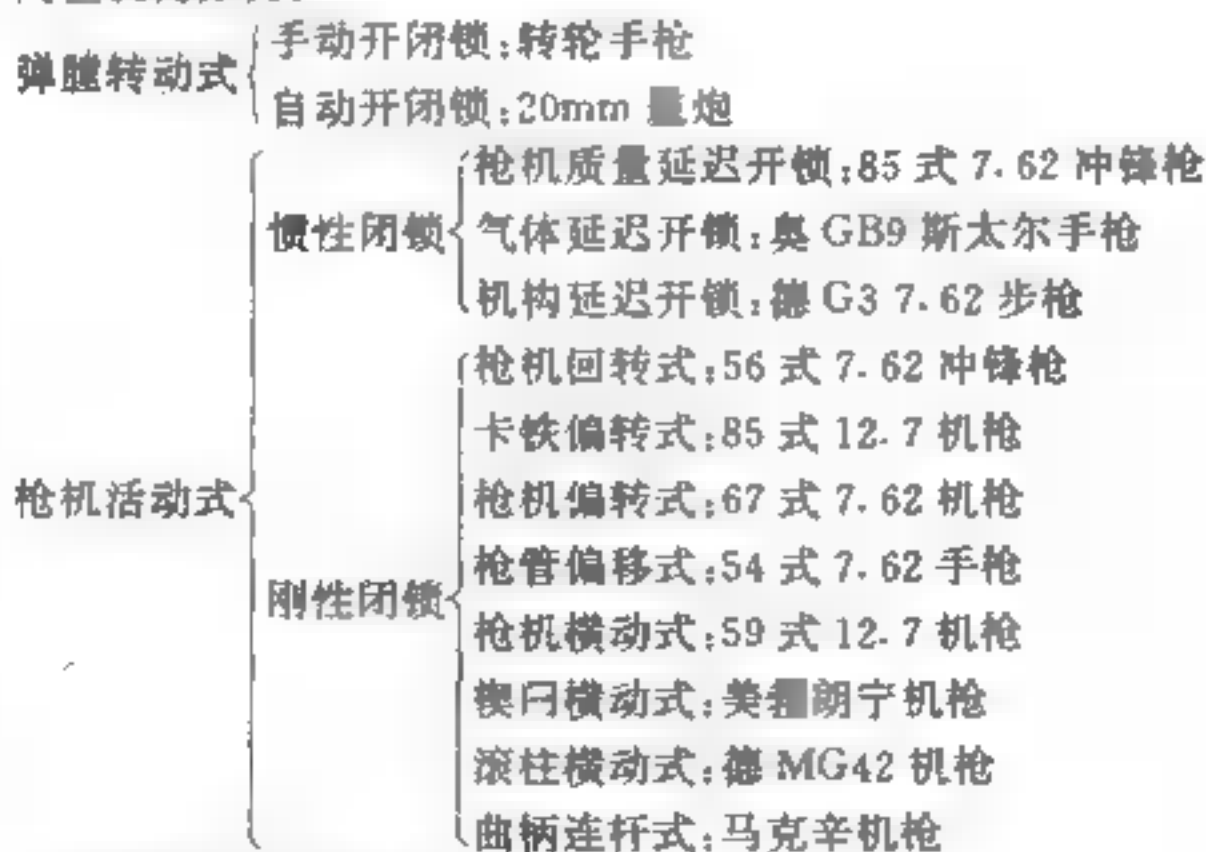 弹膛转动式
手动开闭锁:转轮手枪
自动开闭锁:20mm 炮
枪机活动式
惯性闭锁
枪机质量延迟开锁:85 式 7.62 冲锋枪
气体延迟开锁:奥 GB9 斯太尔手枪
机构延迟开锁:德 G3 7.62 步枪
刚性闭锁
枪机回转式:56 式 7.62 冲锋枪
卡铁偏转式:85 式 12.7 机枪
枪机偏转式:67 式 7.62 机枪
枪管偏移式:54 式 7.62 手枪
枪机横动式:59 式 12.7 机枪
楔闩横动式:美 朗宁机枪
滚柱横动式:德 MG42 机枪
曲柄连杆式:马克辛机枪